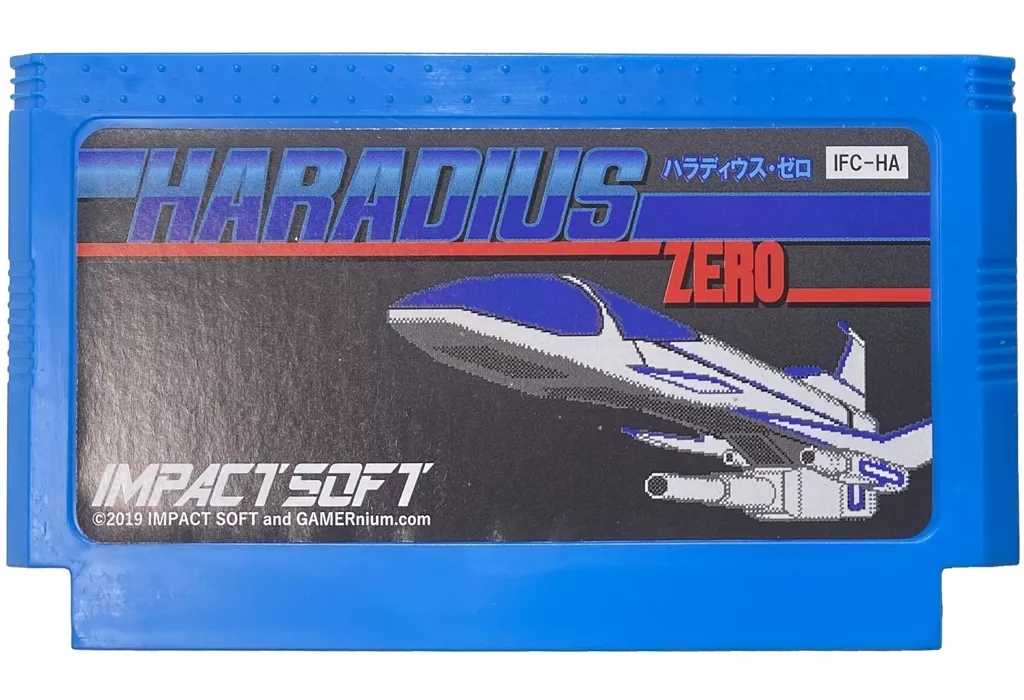 HARADIUS
ハラディウス・ゼロ
IFC-HA
ZERO
IMPACT SOFT
©2019 IMPACT SOFT and GAMERnium.com